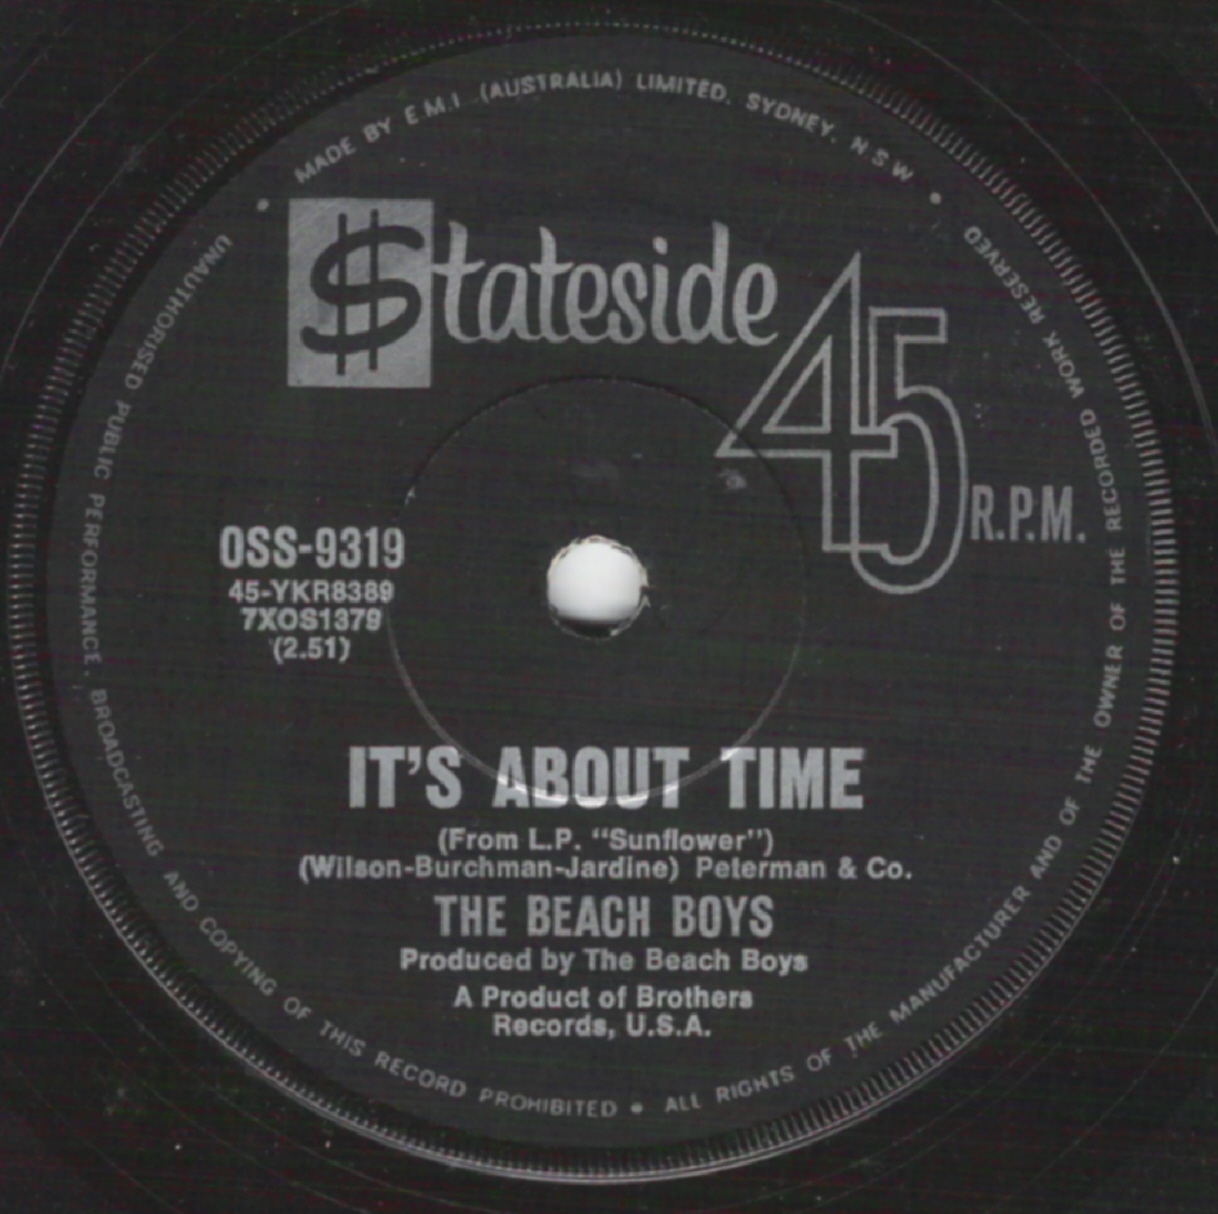 MADE BY E.M.I. (AUSTRALIA) LIMITED. SYDNEY. N S W
$tateside
45
R.P.M.
OSS-9319
45-YKR8389
7XOS1379
(2.51)
IT'S ABOUT TIME
(From L.P. "Sunflower")
(Wilson-Burchman-Jardine) Peterman & Co.
THE BEACH BOYS
Produced by The Beach Boys
A Product of Brothers
Records, U.S.A.
UNAUTHORISED PUBLIC PERFORMANCE. BROADCASTING AND COPYING OF THIS RECORD PROHIBITED • ALL RIGHTS OF THE MANUFACTURER AND OF THE OWNER OF THE RECORDED WORK RESERVED